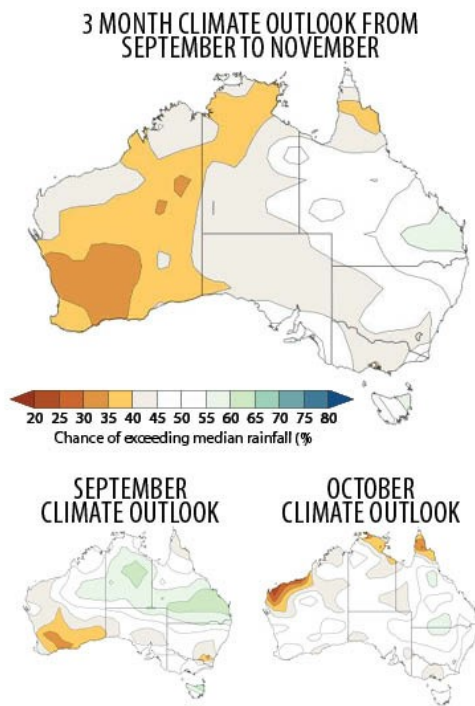 3 MONTH CLIMATE OUTLOOK FROM
SEPTEMBER TO NOVEMBER
20 25 30 35 40 45 50 55 60 65 70 75 80
Chance of exceeding median rainfall (%
SEPTEMBER
CLIMATE OUTLOOK
OCTOBER
CLIMATE OUTLOOK